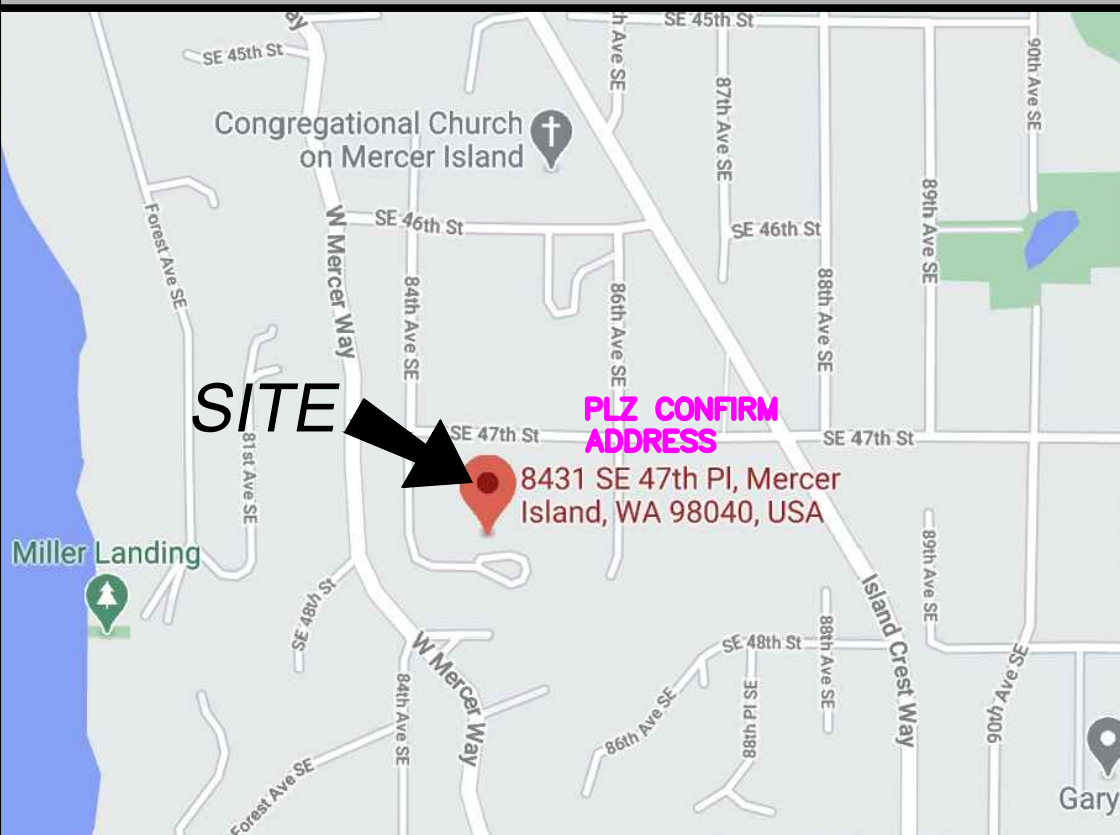 ay
SE 45th St
h Ave SE
SE 45th St
87th Ave SE
90th Ave SE
Congregational Church
on Mercer Island
Forest Ave SE
W Mercer Way
SE 46th St
SE 46th St
89th Ave SE
84th Ave SE
86th Ave SE
88th Ave SE
SITE
PLZ CONFIRM
ADDRESS
81st Ave SE
SE 47th St
SE 47th St
8431 SE 47th Pl, Mercer
Island, WA 98040, USA
Miller Landing
89th Ave SE
SE 48th St
Island Crest Way
88th Ave SE
SE 48th St
W Mercer Way
84th Ave SE
86th Ave SE
88th Pl SE
90th Ave SE
Forest Ave SE
Gary